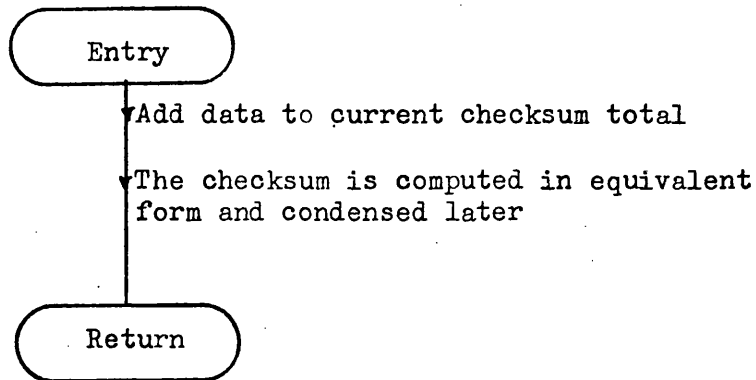 Entry
Add data to current checksum total
The checksum is computed in equivalent
form and condensed later
Return